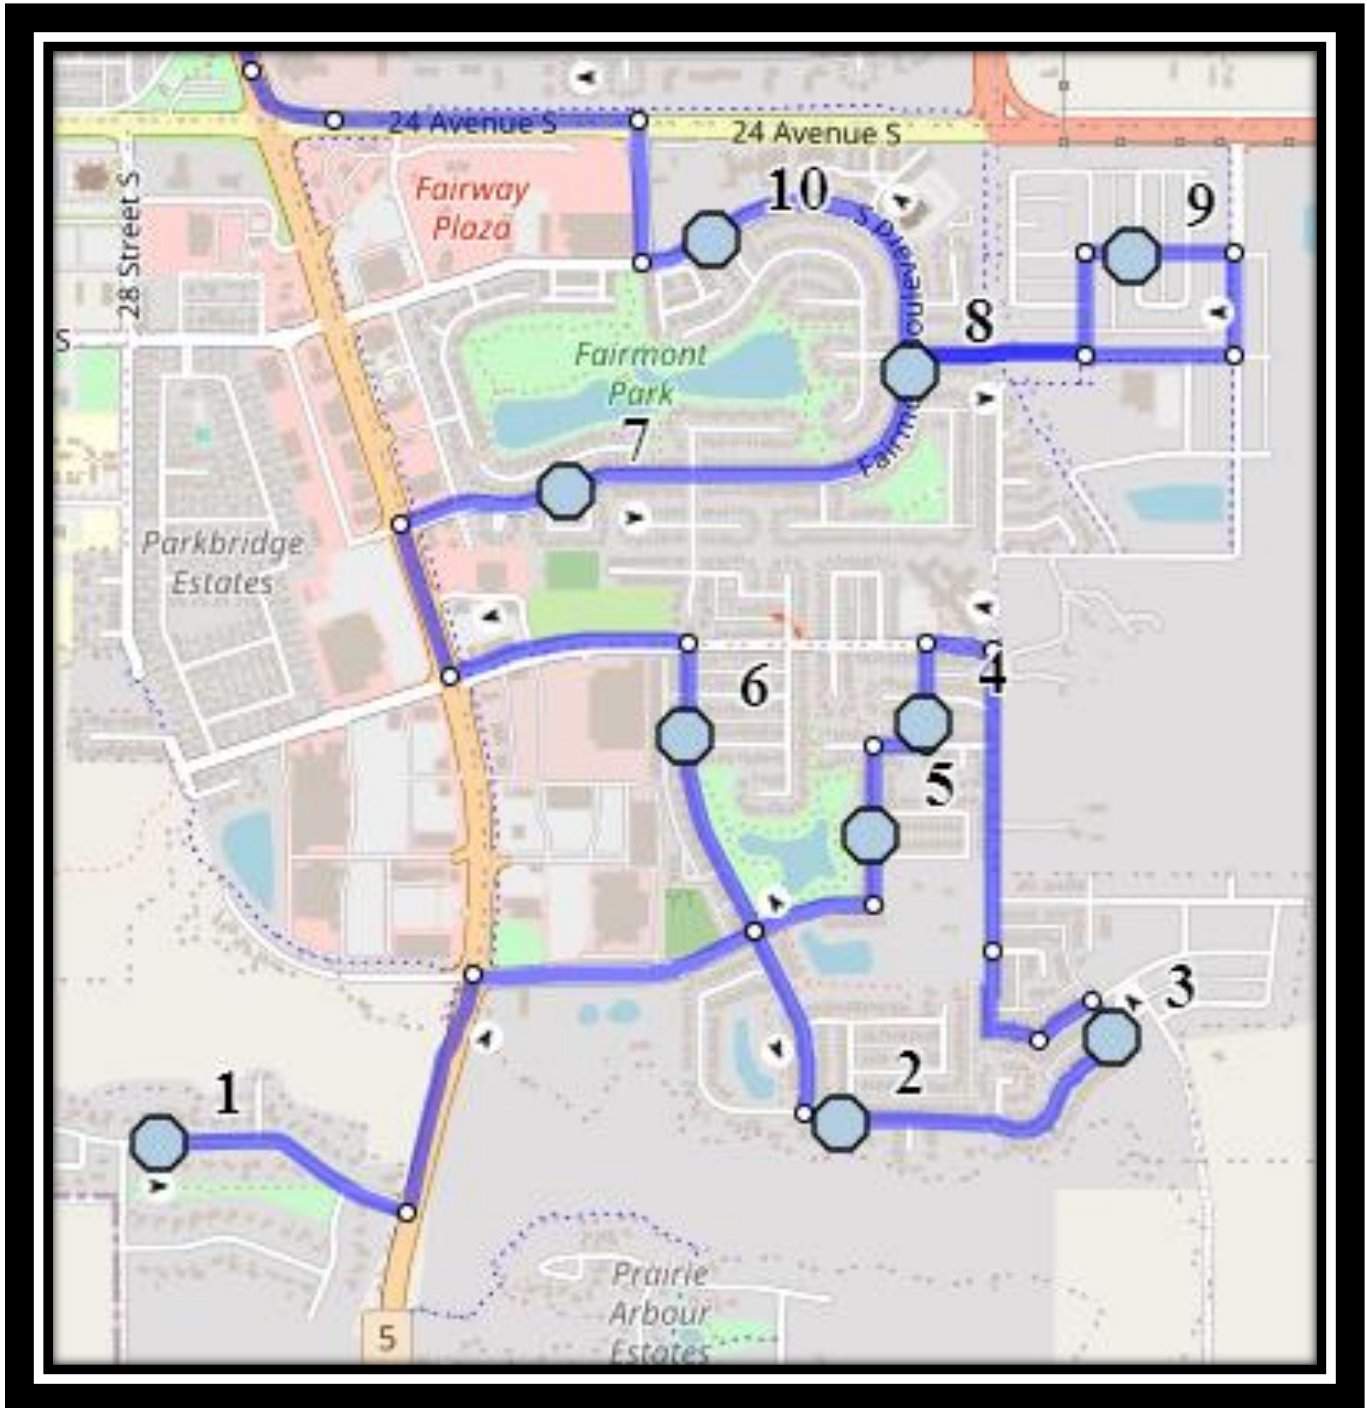 24 Avenue S
24 Avenue S
10
9
Fairway
Plaza
28 Street S
S
8
Fairmont
Park
7
Parkbridge
Estates
4
6
5
3
2
1
Prairie
Arbour
Estates
5